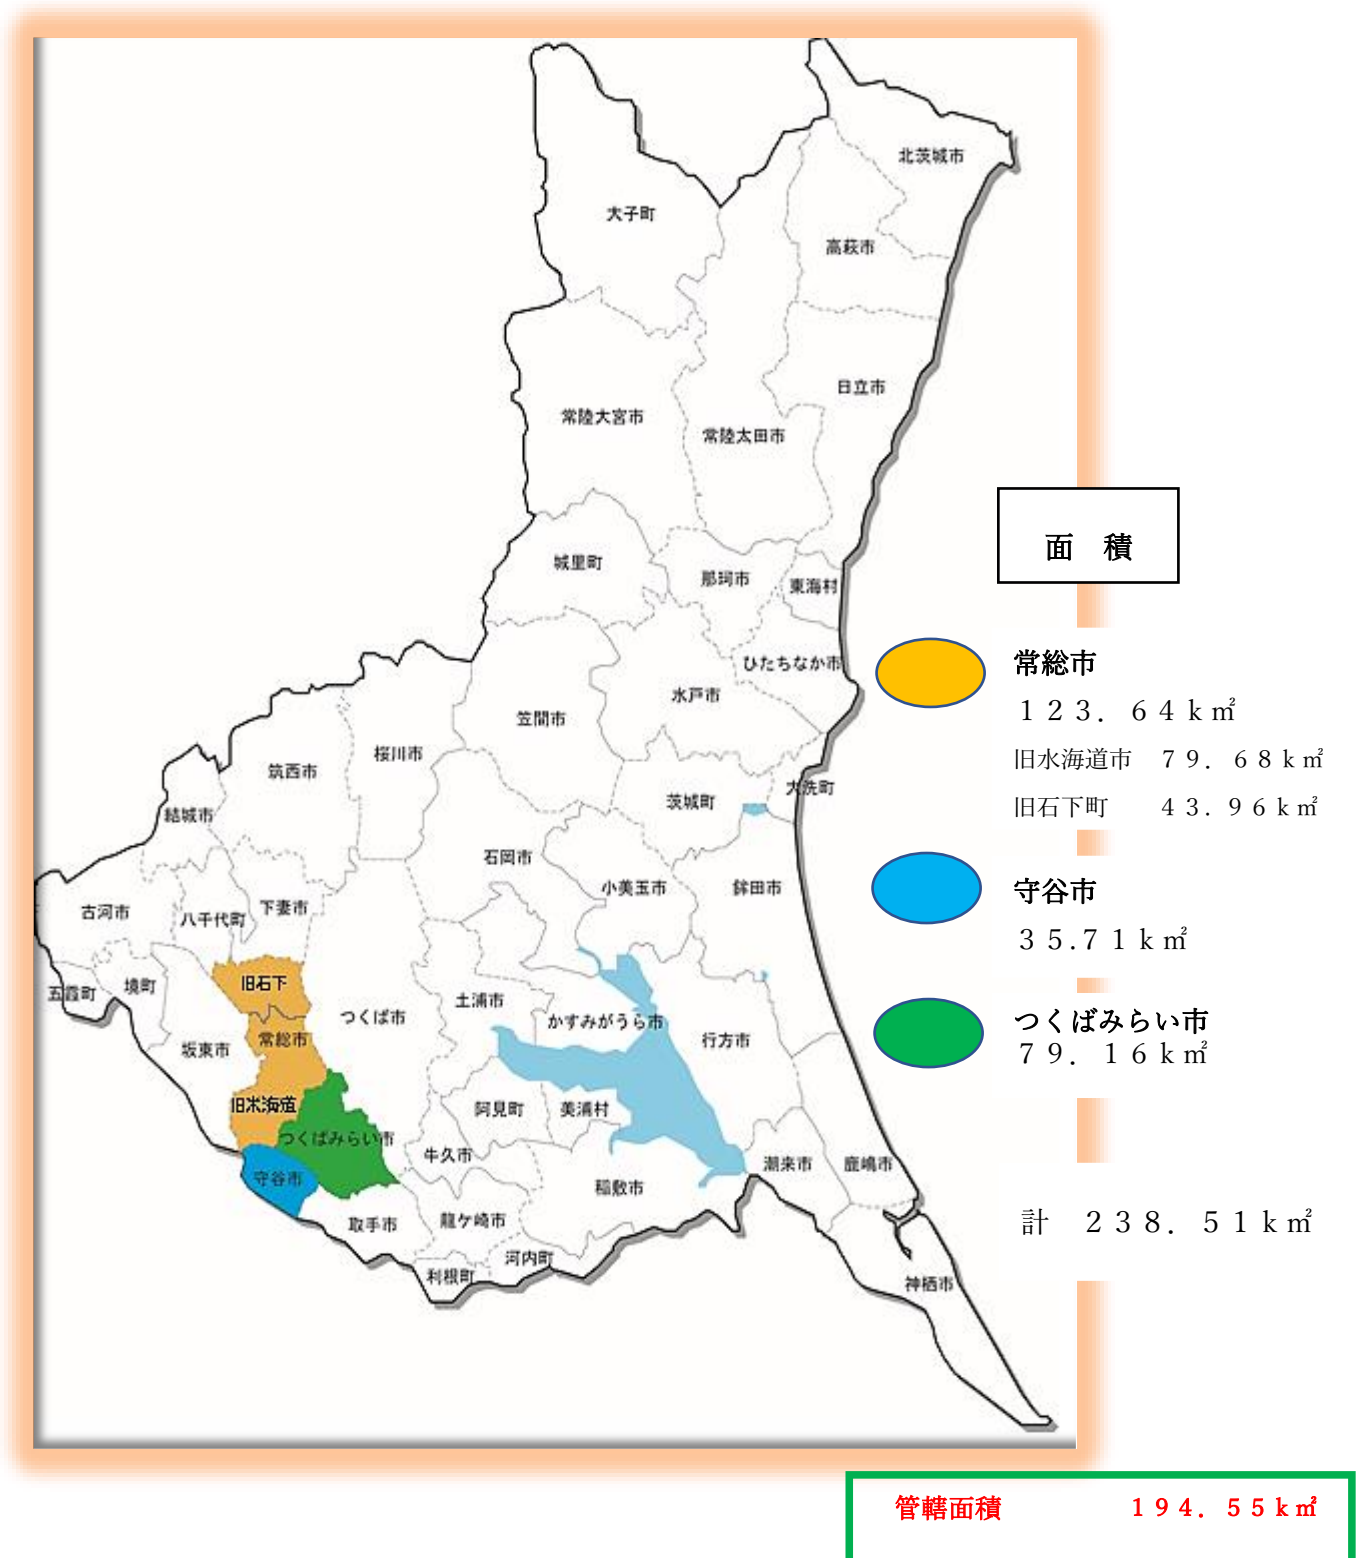 北茨城市
大子町
高萩市
日立市
常陸大宮市
常陸太田市
面 積
城里町
那珂市
東海村
常総市
ひたちなか市
水戸市
１２３．６４ｋ㎡
笠間市
桜川市
旧水海道市 ７９．６８ｋ㎡
筑西市
大洗町
茨城町
旧石下町 ４３．９６ｋ㎡
結城市
石岡市
小美玉市
鉾田市
守谷市
古河市
八千代町
下妻市
３５.７１ｋ㎡
旧石下
境町
五霞町
土浦市
つくば市
かすみがうら市
つくばみらい市
常総市
行方市
坂東市
７９．１６ｋ㎡
旧水海道
阿見町
美浦村
つくばみらい市
牛久市
潮来市
鹿嶋市
守谷市
稲敷市
取手市
龍ケ崎市
計 ２３８．５１ｋ㎡
河内町
利根町
神栖市
管轄面積 １９４．５５ｋ㎡